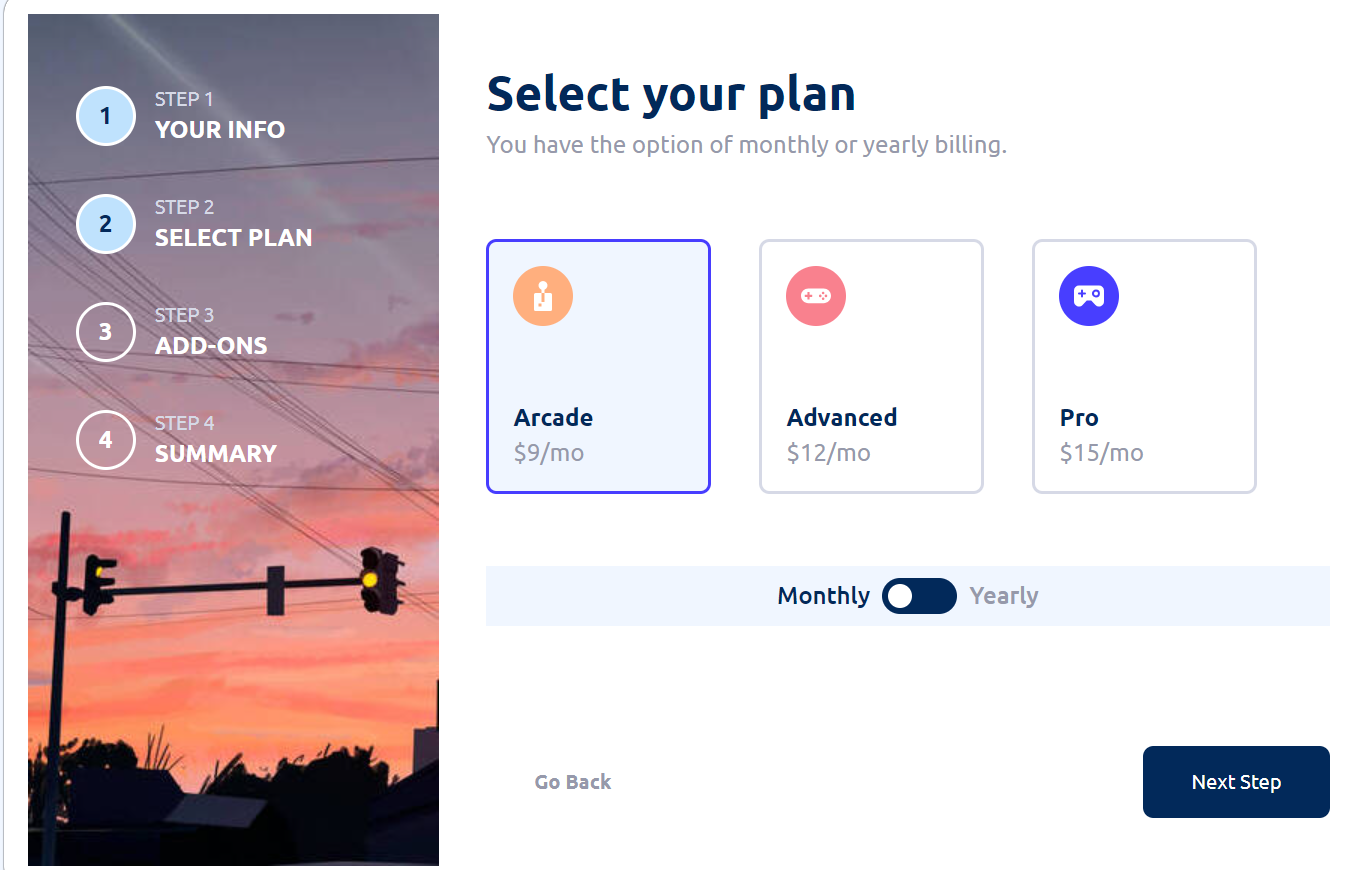 1
STEP 1
YOUR INFO
2
STEP 2
SELECT PLAN
3
STEP 3
ADD-ONS
4
STEP 4
SUMMARY
Select your plan
You have the option of monthly or yearly billing.
Arcade
$9/mo
Advanced
$12/mo
Pro
$15/mo
Monthly Yearly
Go Back
Next Step